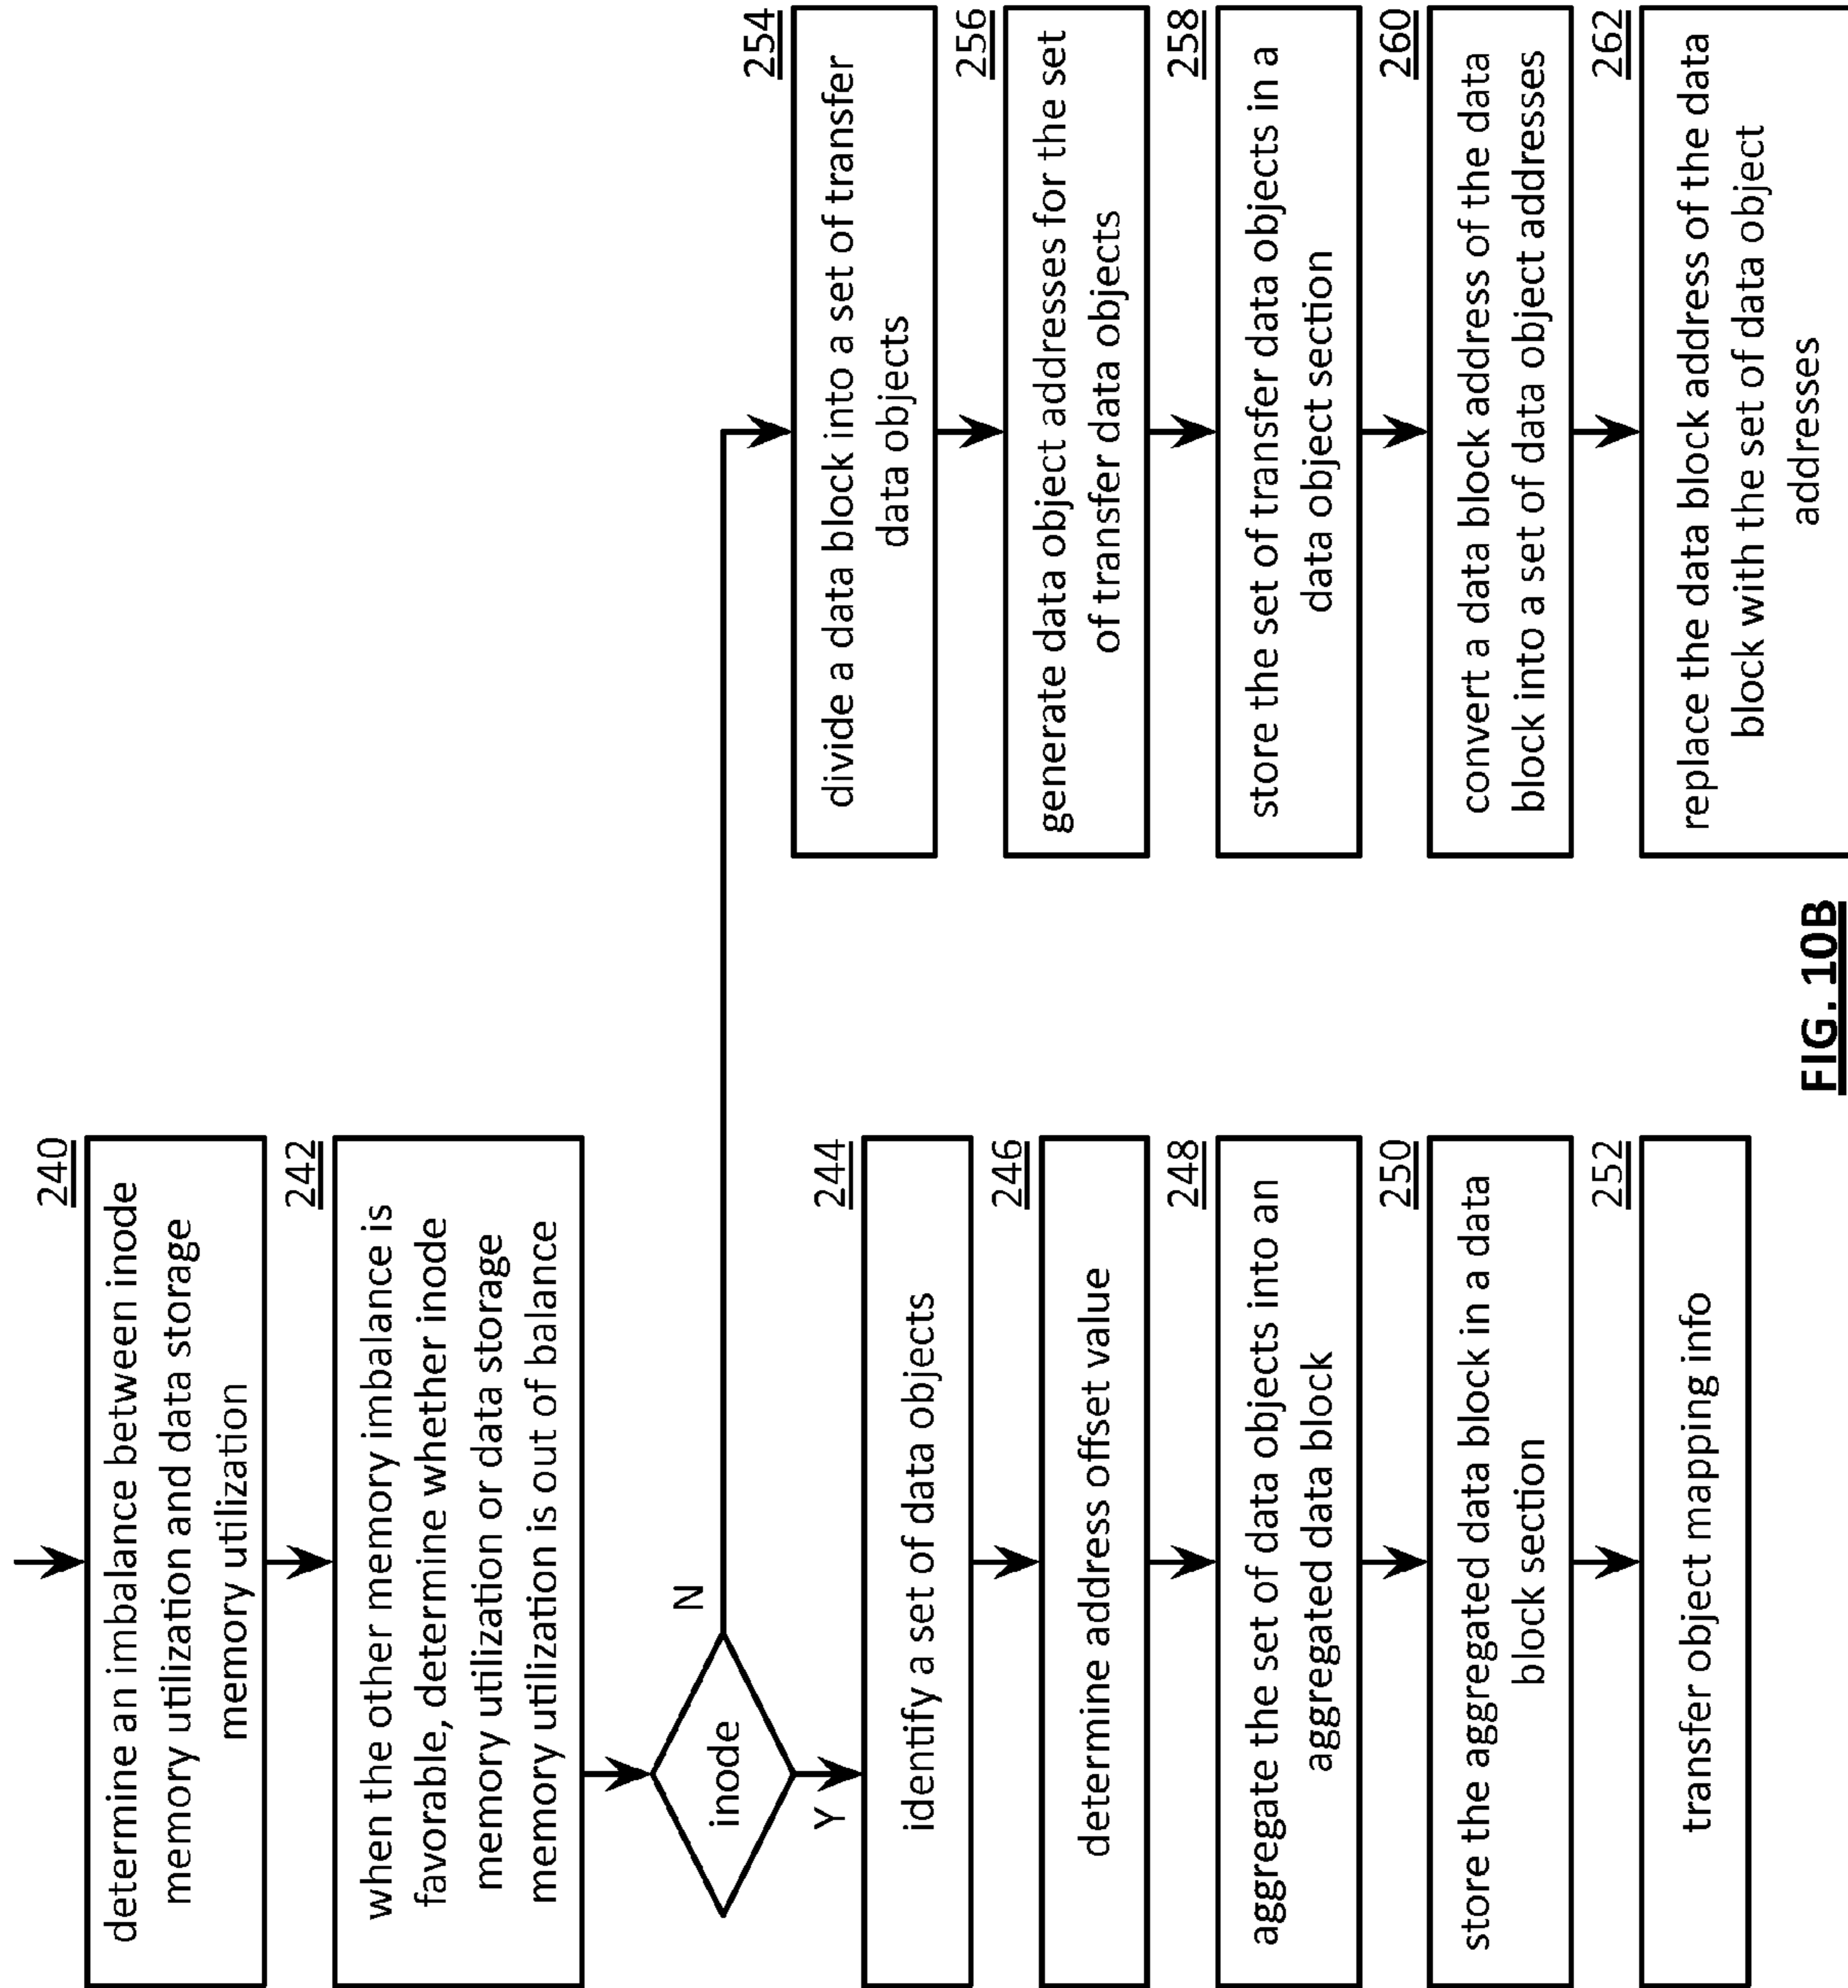 240
determine an imbalance between inode
memory utilization and data storage
memory utilization
242
when the other memory imbalance is
favorable, determine whether inode
memory utilization or data storage
memory utilization is out of balance
inode
N
Y
244
identify a set of data objects
246
determine address offset value
248
aggregate the set of data objects into an
aggregated data block
250
store the aggregated data block in a data
block section
252
transfer object mapping info
254
divide a data block into a set of transfer
data objects
256
generate data object addresses for the set
of transfer data objects
258
store the set of transfer data objects in a
data object section
260
convert a data block address of the data
block into a set of data object addresses
262
replace the data block address of the data
block with the set of data object
addresses
FIG. 10B